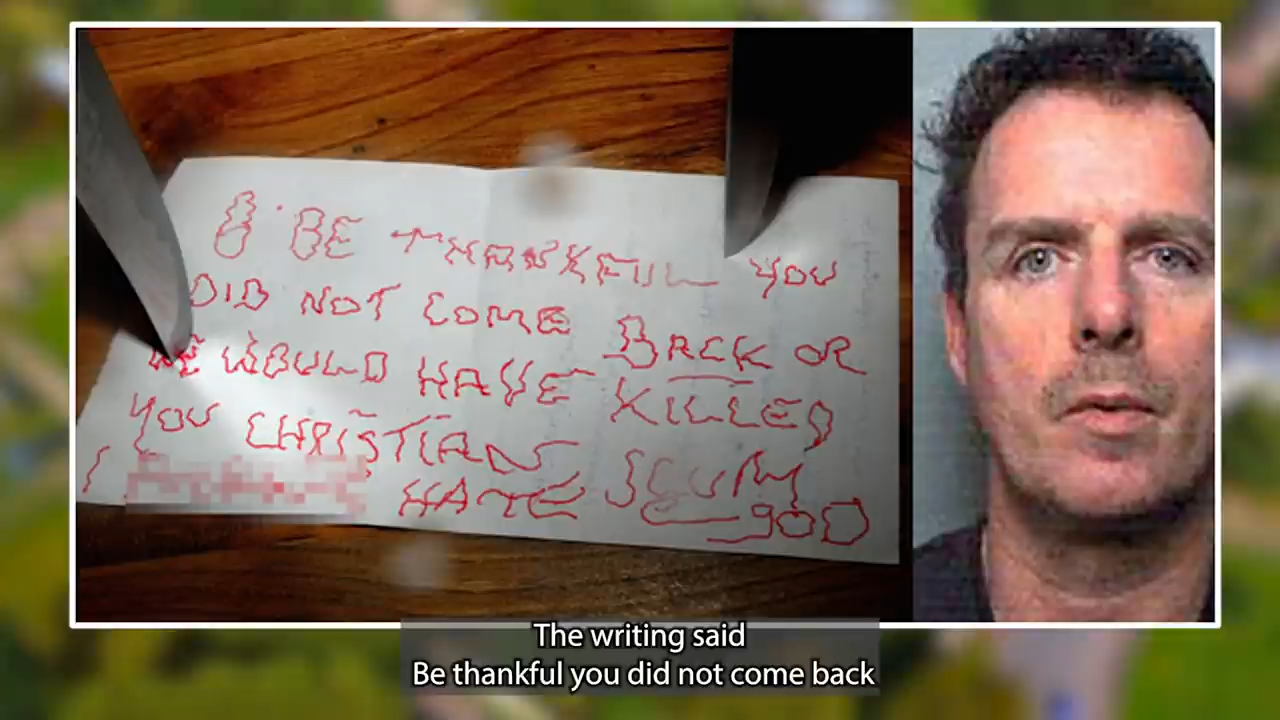 BE THANKFUL YOU
DID NOT COME BACK OR
WE WOULD HAVE KILLED
YOU CHRISTIAN SCUM
I HATE GOD
The writing said
Be thankful you did not come back